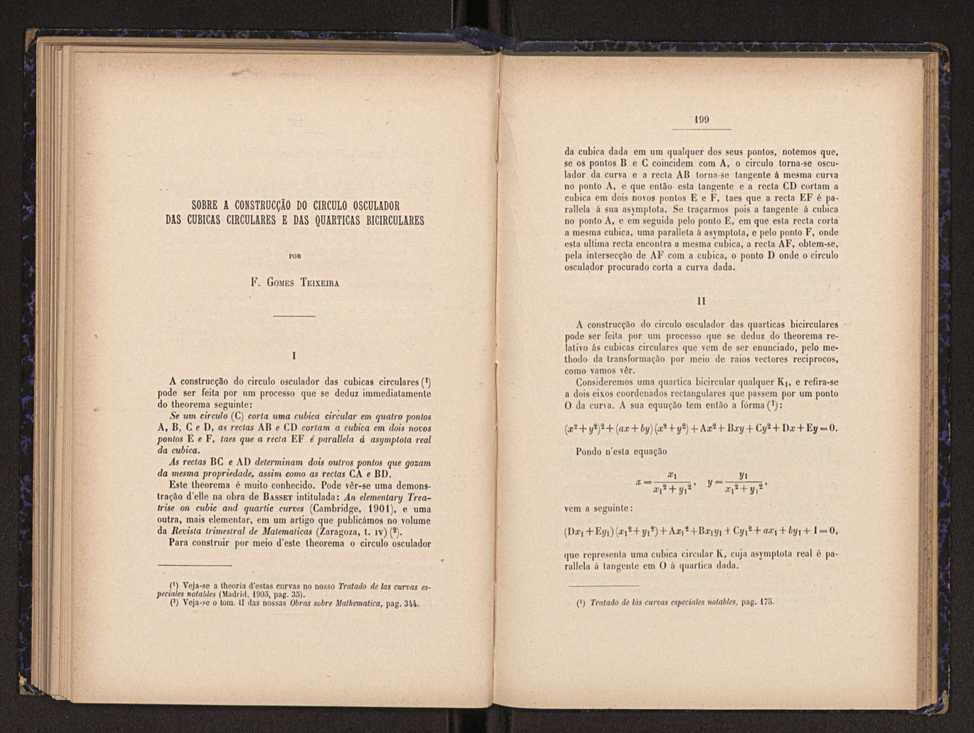 SOBRE A CONSTRUCÇÃO DO CIRCULO OSCULADOR
DAS CUBICAS CIRCULARES E DAS QUARTICAS BICIRCULARES
POR
F. GOMES TEIXEIRA
I
A construcção do circulo osculador das cubicas circulares (¹)
pode ser feita por um processo que se deduz immediatamente
do theorema seguinte:
Se um circulo (C) corta uma cubica circular em quatro pontos
A, B, C e D, as rectas AB e CD cortam a cubica em dois novos
pontos E e F, taes que a recta EF é parallela á asymptota real
da cubica.
As rectas BC e AD determinam dois outros pontos que gozam
da mesma propriedade, assim como as rectas CA e BD.
Este theorema é muito conhecido. Pode vêr-se uma demons-
tração d'elle na obra de BASSET intitulada: An elementary Trea-
trise on cubic and quartic curves (Cambridge, 1901), e uma
outra, mais elementar, em um artigo que publicámos no volume
da Revista trimestral de Matematicas (Zaragoza, t. IV) (²).
Para construir por meio d'este theorema o circulo osculador
(¹) Veja-se a theoria d'estas curvas no nosso Tratado de las curvas es-
peciales notables (Madrid, 1905, pag. 35).
(²) Veja-se o tom. II das nossas Obras sobre Mathematica, pag. 344.
199
da cubica dada em um qualquer dos seus pontos, notemos que,
se os pontos B e C coincidem com A, o circulo torna-se oscu-
lador da curva e a recta AB torna-se tangente á mesma curva
no ponto A, e que então esta tangente e a recta CD cortam a
cubica em dois novos pontos E e F, taes que a recta EF é pa-
rallela á sua asymptota. Se traçarmos pois a tangente á cubica
no ponto A, e em seguida pelo ponto E, em que esta recta corta
a mesma cubica, uma parallela á asymptota, e pelo ponto F, onde
esta ultima recta encontra a mesma cubica, a recta AF, obtem-se,
pela intersecção de AF com a cubica, o ponto D onde o circulo
osculador procurado corta a curva dada.
II
A construcção do circulo osculador das quarticas bicirculares
pode ser feita por um processo que se deduz do theorema re-
lativo ás cubicas circulares que vem de ser enunciado, pelo me-
thodo da transformação por meio de raios vectores reciprocos,
como vamos vêr.
Consideremos uma quartica bicircular qualquer K₁, e refira-se
a dois eixos coordenados rectangulares que passem por um ponto
O da curva. A sua equução tem então a fórma (¹):
(x² + y²)² + (ax + by) (x² + y²) + Ax² + Bxy + Cy² + Dx + Ey = 0.
Pondo n'esta equação
x = x₁/(x₁² + y₁²), y = y₁/(x₁² + y₁²),
vem a seguinte:
(Dx₁ + Ey₁) (x₁² + y₁²) + Ax₁² + Bx₁y₁ + Cy₁² + ax₁ + by₁ + 1 = 0,
que representa uma cubica circular K, cuja asymptota real é pa-
rallela á tangente em O á quartica dada.
(¹) Tratado de las curvas especiales notables, pag. 175.